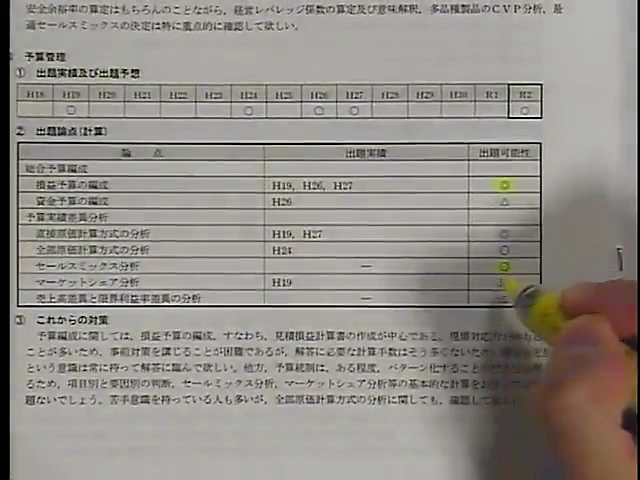 安全余裕率の算定はもちろんのことながら，経営レバレッジ係数の算定及び意味解釈，多品種製品のＣＶＰ分析，最
適セールスミックスの決定は特に重点的に確認して欲しい。
予算管理
① 出題実績及び出題予想
H18 H19 H20 H21 H22 H23 H24 H25 H26 H27 H28 H29 H30 R1 R2
○ ○ ○ ○ ○
② 出題論点(計算)
論 点 出題実績 出題可能性
総合予算編成
損益予算の編成 H19，H26，H27 ◎
資金予算の編成 H26 △
予算実績差異分析
直接原価計算方式の分析 H19，H27 ○
全部原価計算方式の分析 H24 ○
セールスミックス分析 ― ◎
マーケットシェア分析 H19
売上高差異と限界利益率差異の分析 ―
③ これからの対策
予算編成に関しては，損益予算の編成，すなわち，見積損益計算書の作成が中心である。現場対応力が
ことが多いため，事前対策を講じることが困難であるが，解答に必要な計算手数はそう多くないため，
という意識は常に持って解答に臨んで欲しい。他方，予算統制は，ある程度，パターン化すること
るため，項目別と要因別の判断，セールスミックス分析，マーケットシェア分析等の基本的な計算を
題ないでしょう。苦手意識を持っている人も多いが，全部原価計算方式の分析に関しても，確認して